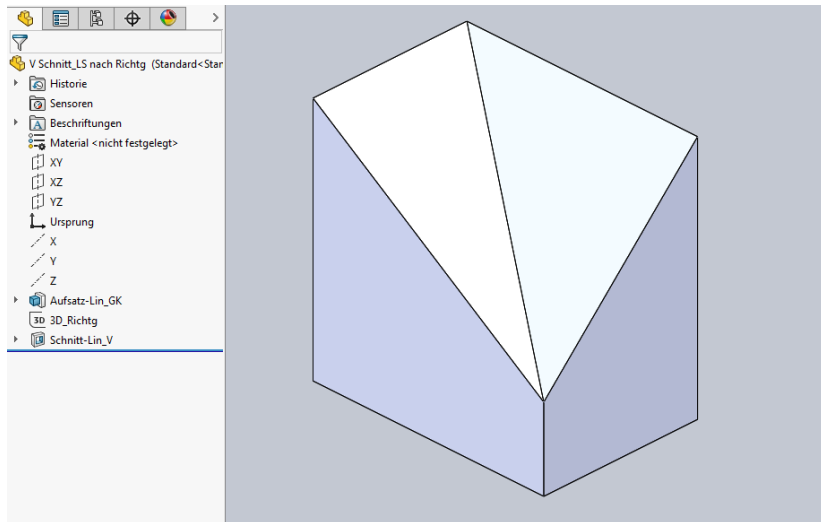 V Schnitt_LS nach Richtg (Standard<Star
Historie
Sensoren
Beschriftungen
Material <nicht festgelegt>
XY
XZ
YZ
Ursprung
X
Y
Z
Aufsatz-Lin_GK
3D 3D_Richtg
Schnitt-Lin_V